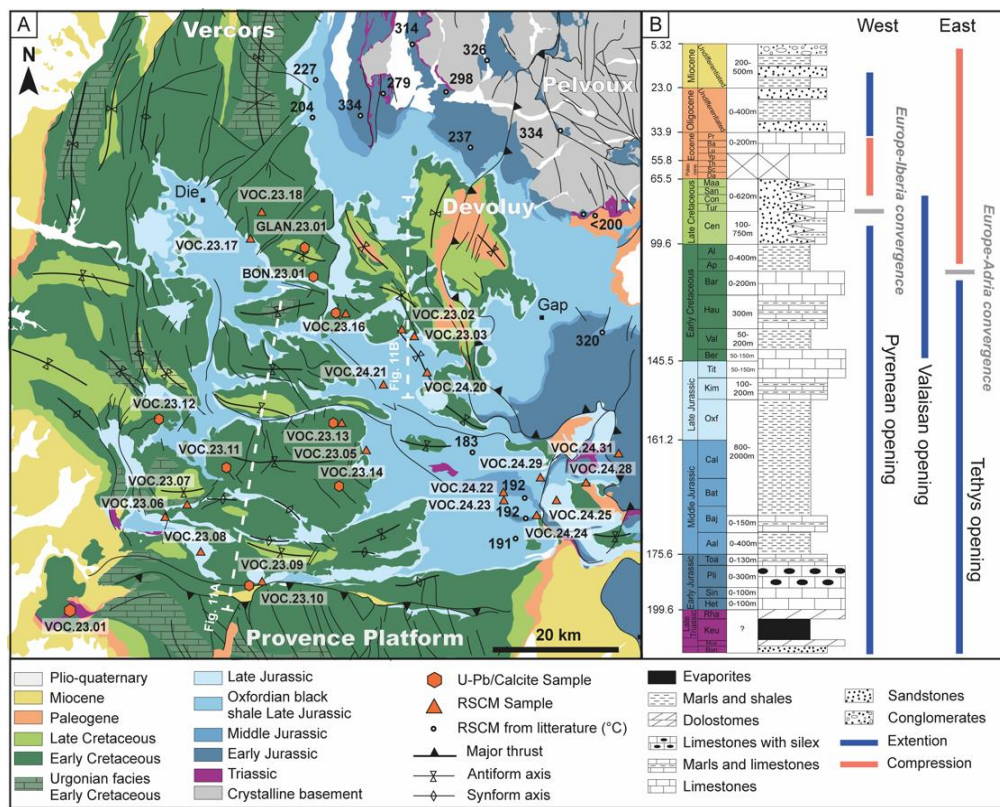 A
Vercors
N
314
326
227
279
298
Pelvoux
204
334
237
334
Die
VOC.23.18
GLAN.23.01
Devoluy
<200
VOC.23.17
BON.23.01
Gap
VOC.23.02
VOC.23.16
VOC.23.03
320
Fig. 11B
VOC.24.21
VOC.24.20
VOC.23.12
VOC.23.13
183
VOC.24.31
VOC.23.11
VOC.23.05
VOC.24.29
VOC.24.28
VOC.23.07
VOC.23.14
VOC.24.22
192
VOC.23.06
VOC.24.23
192
VOC.24.25
VOC.23.08
VOC.24.24
191
VOC.23.09
Fig. 11A
VOC.23.10
VOC.23.01
Provence Platform
20 km
B
West
East
5.32
Miocene
Undifferentiated
200-500m
23.0
Oligocene
Undifferentiated
0-400m
33.9
Eocene
Pr
Ba
Lu
0-200m
55.8
65.5
Late Cretaceous
Maa
San
Con
Tur
0-620m
Cen
100-750m
99.6
Early Cretaceous
Al
0-400m
Ap
Bar
0-200m
Hau
300m
Val
50-200m
Ber
50-150m
145.5
Late Jurassic
Tit
50-150m
Kim
100-200m
Oxf
161.2
600-2000m
Middle Jurassic
Cal
Bat
Baj
0-150m
Aal
0-400m
175.6
Early Jurassic
Toa
0-130m
Pli
0-300m
Sin
0-100m
Het
0-100m
199.6
Late Triassic
Rha
Keu
?
Europe-Iberia convergence
Pyrenean opening
Valaisan opening
Europe-Adria convergence
Tethys opening
Plio-quaternary
Miocene
Paleogene
Late Cretaceous
Early Cretaceous
Urgonian facies
Early Cretaceous
Late Jurassic
Oxfordian black
shale Late Jurassic
Middle Jurassic
Early Jurassic
Triassic
Crystalline basement
U-Pb/Calcite Sample
RSCM Sample
RSCM from litterature (°C)
Major thrust
Antiform axis
Synform axis
Evaporites
Marls and shales
Dolostomes
Limestones with silex
Marls and limestones
Limestones
Sandstones
Conglomerates
Extention
Compression